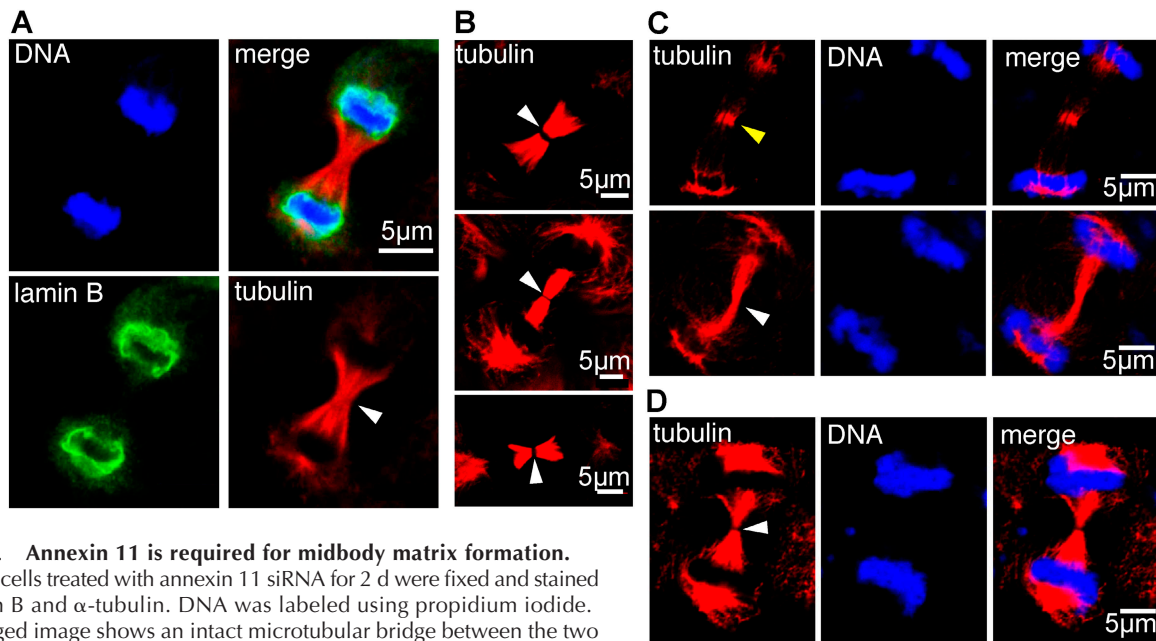 A
DNA
merge
5µm
lamin B
tubulin
B
tubulin
5µm
5µm
5µm
C
tubulin
DNA
merge
5µm
5µm
D
tubulin
DNA
merge
5µm
Annexin 11 is required for midbody matrix formation.
cells treated with annexin 11 siRNA for 2 d were fixed and stained
B and α-tubulin. DNA was labeled using propidium iodide.
image shows an intact microtubular bridge between the two